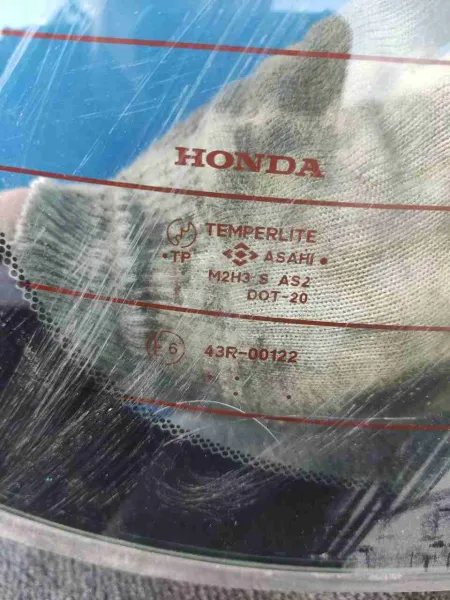 HONDA
TEMPERLITE
•TP ASAHI •
M2H3 S AS2
DOT-20
E6 43R-00122